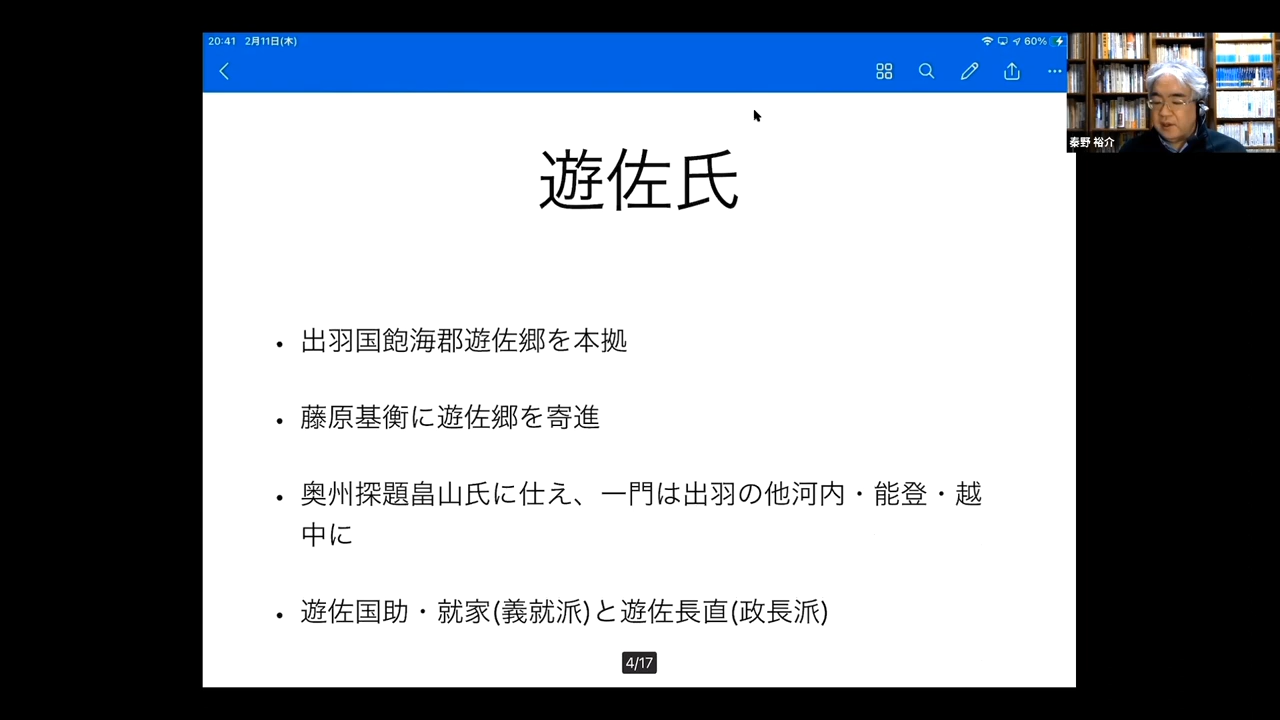 20:41 2月11日(木)
60%
遊佐氏
秦野 裕介
• 出羽国飽海郡遊佐郷を本拠
• 藤原基衡に遊佐郷を寄進
• 奥州探題畠山氏に仕え、一門は出羽の他河内・能登・越
中に
• 遊佐国助・就家(義就派)と遊佐長直(政長派)
4/17